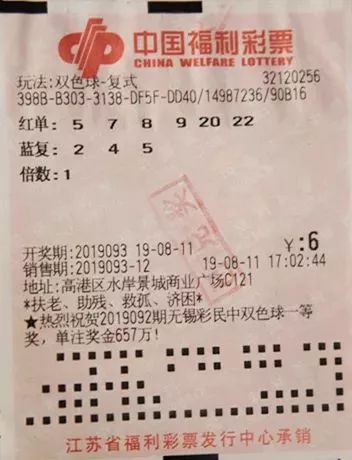 中国福利彩票
CHINA WELFARE LOTTERY
玩法:双色球-复式 32120256
398B-B303-3138-DF5F-DD40/14987236/90B16
红单: 5 7 8 9 20 22
蓝复: 2 4 5
倍数:1
兑奖
开奖期:2019093 19-08-11 ¥:6
销售期:2019093-12 19-08-11 17:02:44
地址:高港区水岸景城商业广场C121
*扶老、助残、救孤、济困*
★热烈祝贺2019092期无锡彩民中双色球一等
奖,单注奖金657万!
江苏省福利彩票发行中心承销